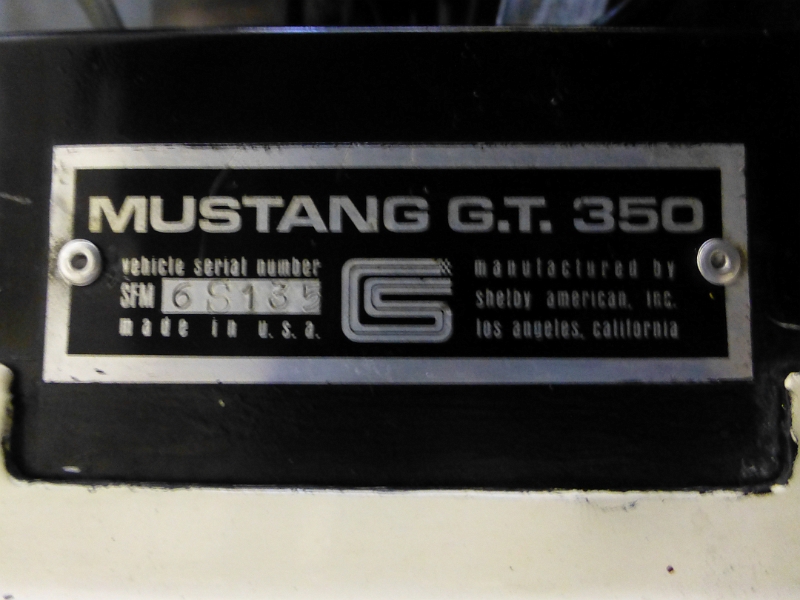 MUSTANG G.T. 350
vehicle serial number
SFM 6S135
made in u.s.a.
manufactured by
shelby american, inc.
los angeles, california